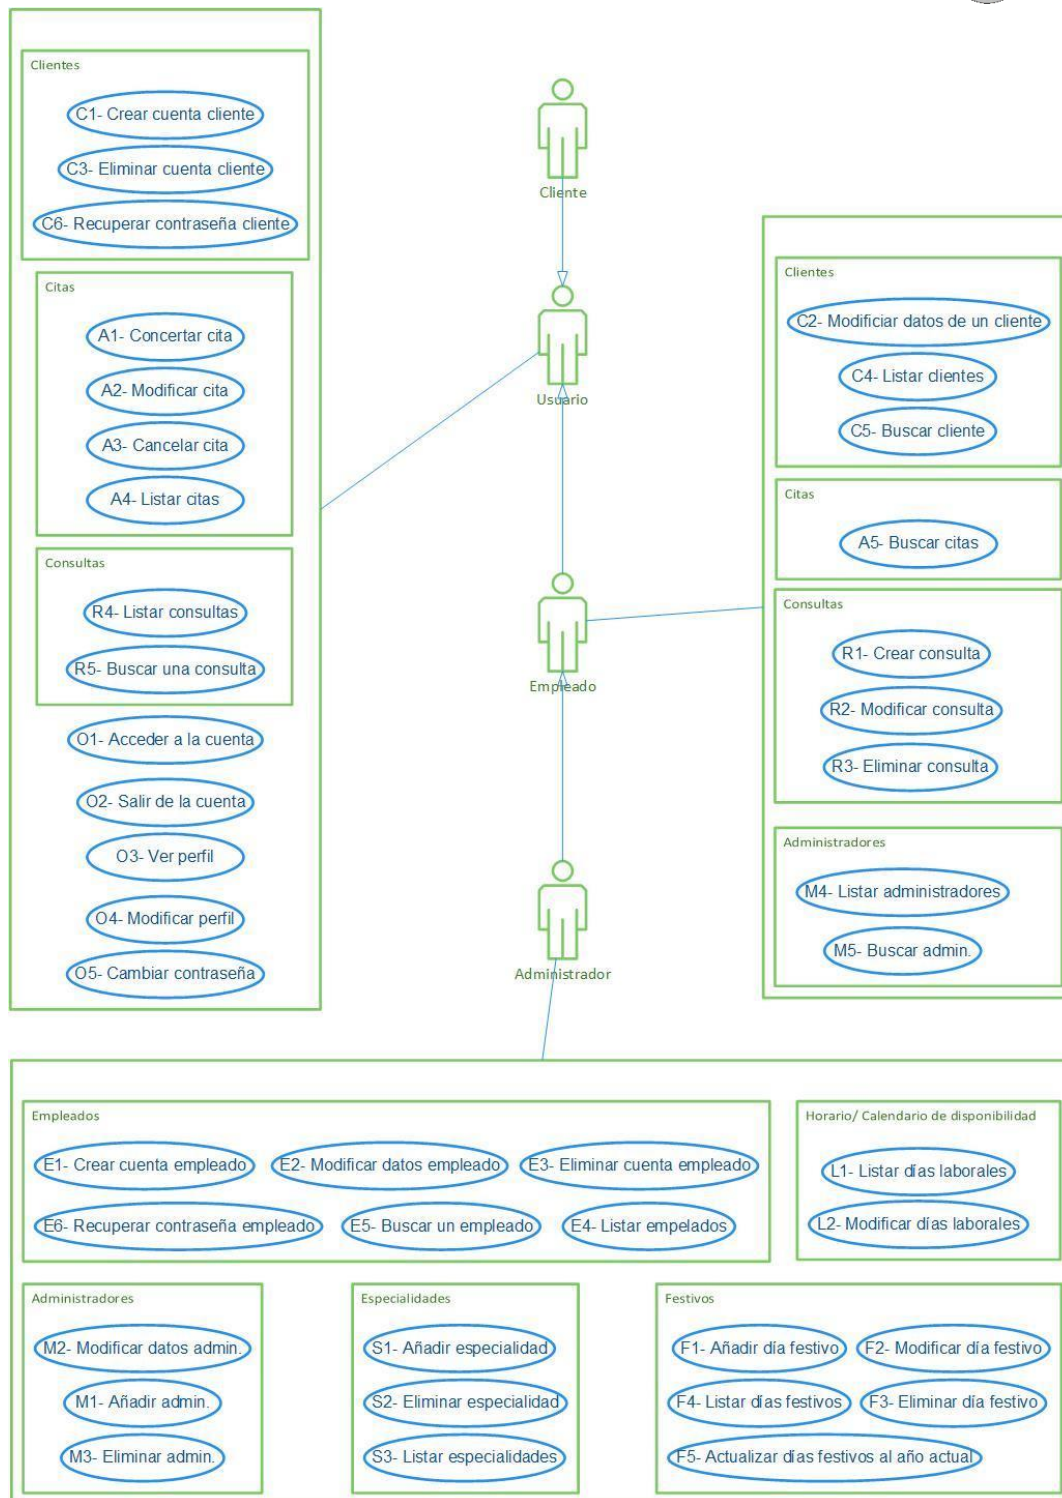 Clientes
C1- Crear cuenta cliente
C3- Eliminar cuenta cliente
C6- Recuperar contraseña cliente
Citas
A1- Concertar cita
A2- Modificar cita
A3- Cancelar cita
A4- Listar citas
Consultas
R4- Listar consultas
R5- Buscar una consulta
O1- Acceder a la cuenta
O2- Salir de la cuenta
O3- Ver perfil
O4- Modificar perfil
O5- Cambiar contraseña
Cliente
Usuario
Empleado
Administrador
Clientes
C2- Modificiar datos de un cliente
C4- Listar clientes
C5- Buscar cliente
Citas
A5- Buscar citas
Consultas
R1- Crear consulta
R2- Modificar consulta
R3- Eliminar consulta
Administradores
M4- Listar administradores
M5- Buscar admin.
Empleados
E1- Crear cuenta empleado
E2- Modificar datos empleado
E3- Eliminar cuenta empleado
E6- Recuperar contraseña empleado
E5- Buscar un empleado
E4- Listar empelados
Horario/ Calendario de disponibilidad
L1- Listar días laborales
L2- Modificar días laborales
Administradores
M2- Modificar datos admin.
M1- Añadir admin.
M3- Eliminar admin.
Especialidades
S1- Añadir especialidad
S2- Eliminar especialidad
S3- Listar especialidades
Festivos
F1- Añadir día festivo
F2- Modificar día festivo
F4- Listar días festivos
F3- Eliminar día festivo
F5- Actualizar días festivos al año actual